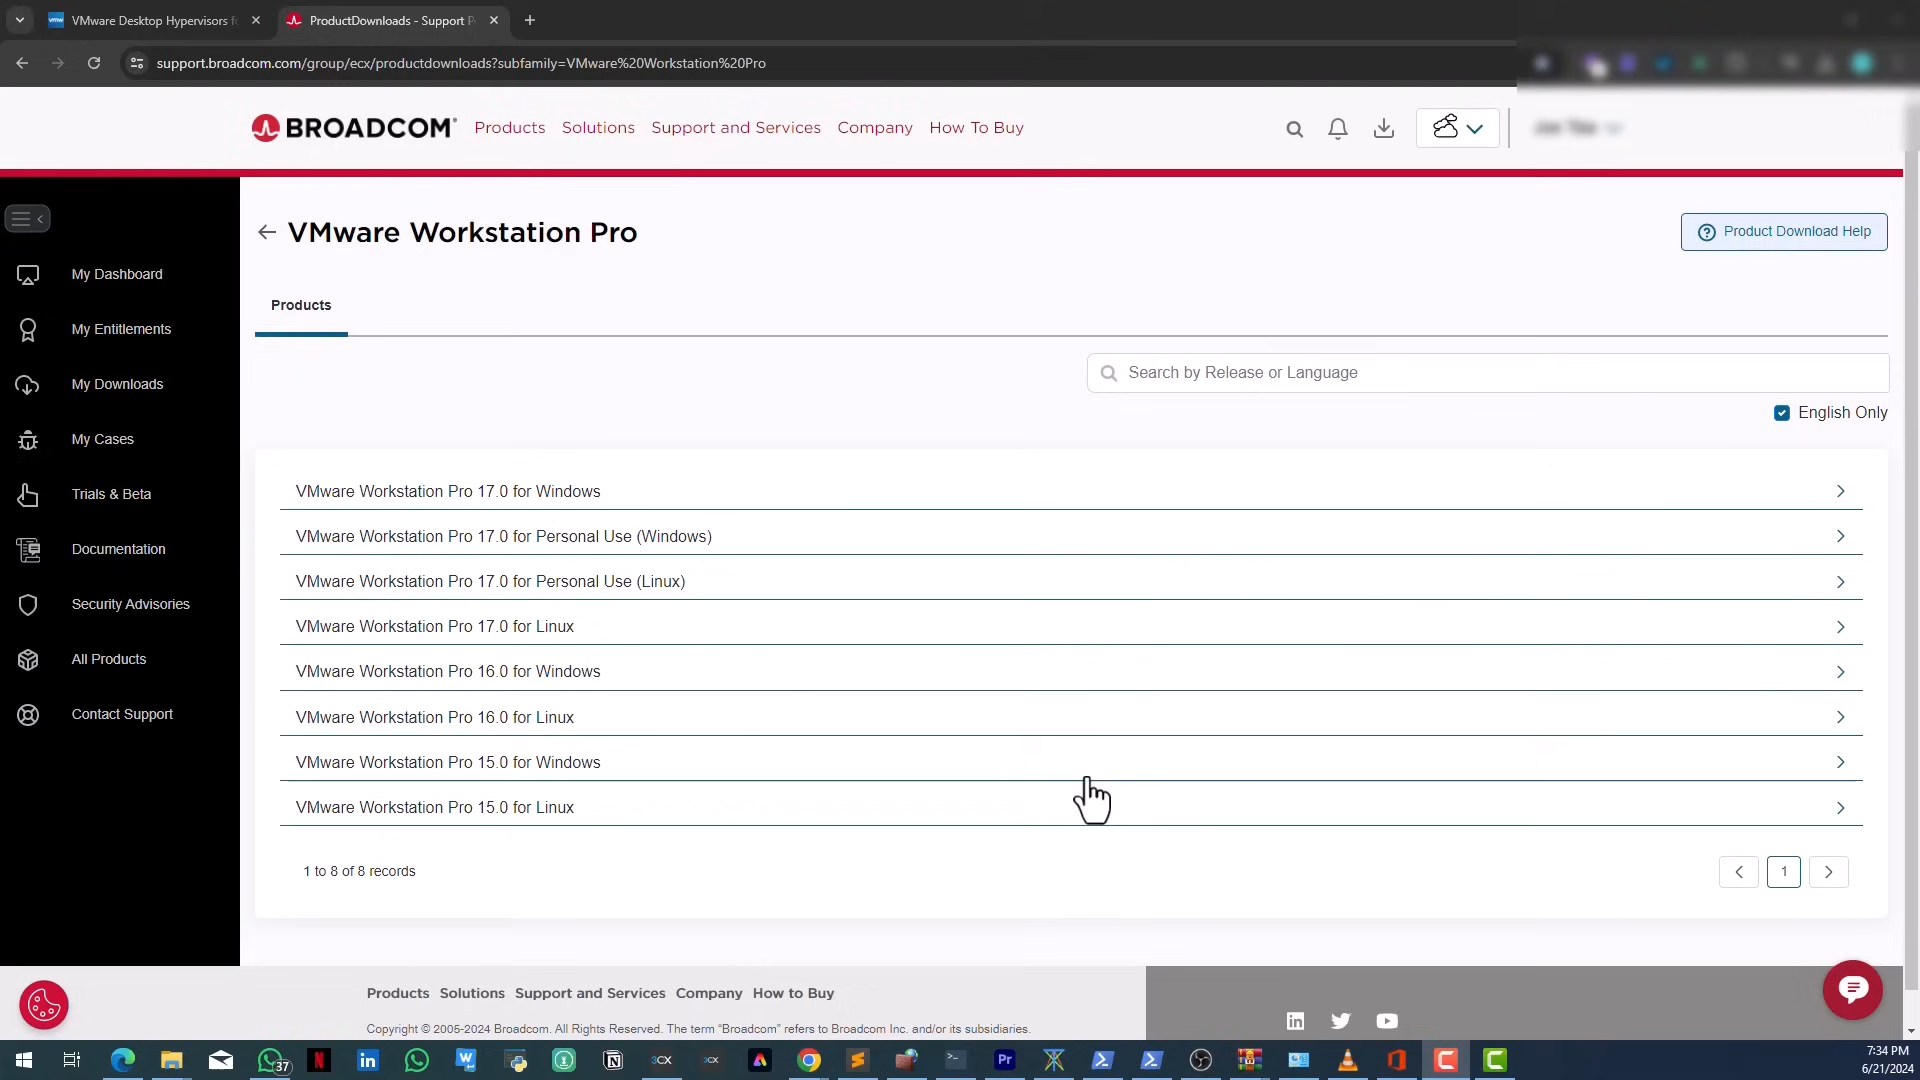 VMware Desktop Hypervisors f
ProductDownloads - Support P
support.broadcom.com/group/ecx/productdownloads?subfamily=VMware%20Workstation%20Pro
BROADCOM Products Solutions Support and Services Company How To Buy
VMware Workstation Pro
Product Download Help
My Dashboard
My Entitlements
My Downloads
My Cases
Trials & Beta
Documentation
Security Advisories
All Products
Contact Support
Products
Search by Release or Language
English Only
VMware Workstation Pro 17.0 for Windows
VMware Workstation Pro 17.0 for Personal Use (Windows)
VMware Workstation Pro 17.0 for Personal Use (Linux)
VMware Workstation Pro 17.0 for Linux
VMware Workstation Pro 16.0 for Windows
VMware Workstation Pro 16.0 for Linux
VMware Workstation Pro 15.0 for Windows
VMware Workstation Pro 15.0 for Linux
1 to 8 of 8 records
1
Products Solutions Support and Services Company How to Buy
Copyright © 2005-2024 Broadcom. All Rights Reserved. The term “Broadcom” refers to Broadcom Inc. and/or its subsidiaries.
37
3CX
3CX
Pr
7:34 PM
6/21/2024